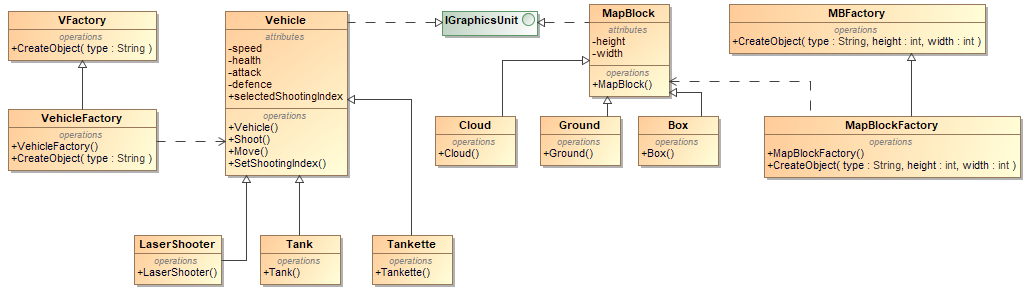 VFactory
operations
+CreateObject( type : String )
Vehicle
attributes
-speed
-health
-attack
-defence
+selectedShootingIndex
operations
+Vehicle()
+Shoot()
+Move()
+SetShootingIndex()
IGraphicsUnit
MapBlock
attributes
-height
-width
operations
+MapBlock()
MBFactory
operations
+CreateObject( type : String, height : int, width : int )
VehicleFactory
operations
+VehicleFactory()
+CreateObject( type : String )
Cloud
operations
+Cloud()
Ground
operations
+Ground()
Box
operations
+Box()
MapBlockFactory
operations
+MapBlockFactory()
+CreateObject( type : String, height : int, width : int )
LaserShooter
operations
+LaserShooter()
Tank
operations
+Tank()
Tankette
operations
+Tankette()